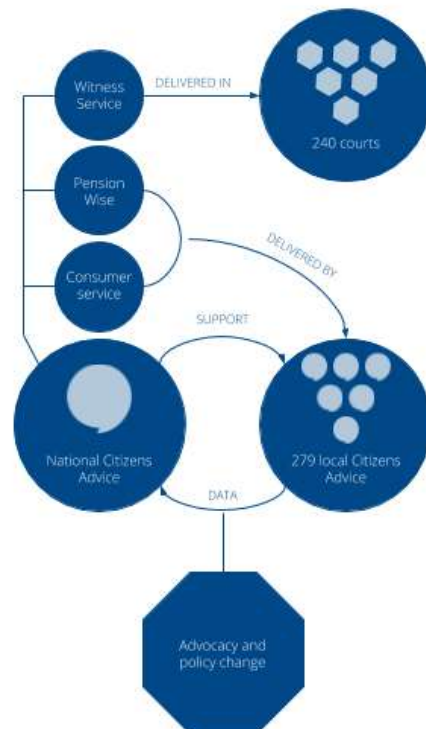 Witness
Service
DELIVERED IN
240 courts
Pension
Wise
Consumer
service
DELIVERED BY
SUPPORT
National Citizens
Advice
279 local Citizens
Advice
DATA
Advocacy and
policy change